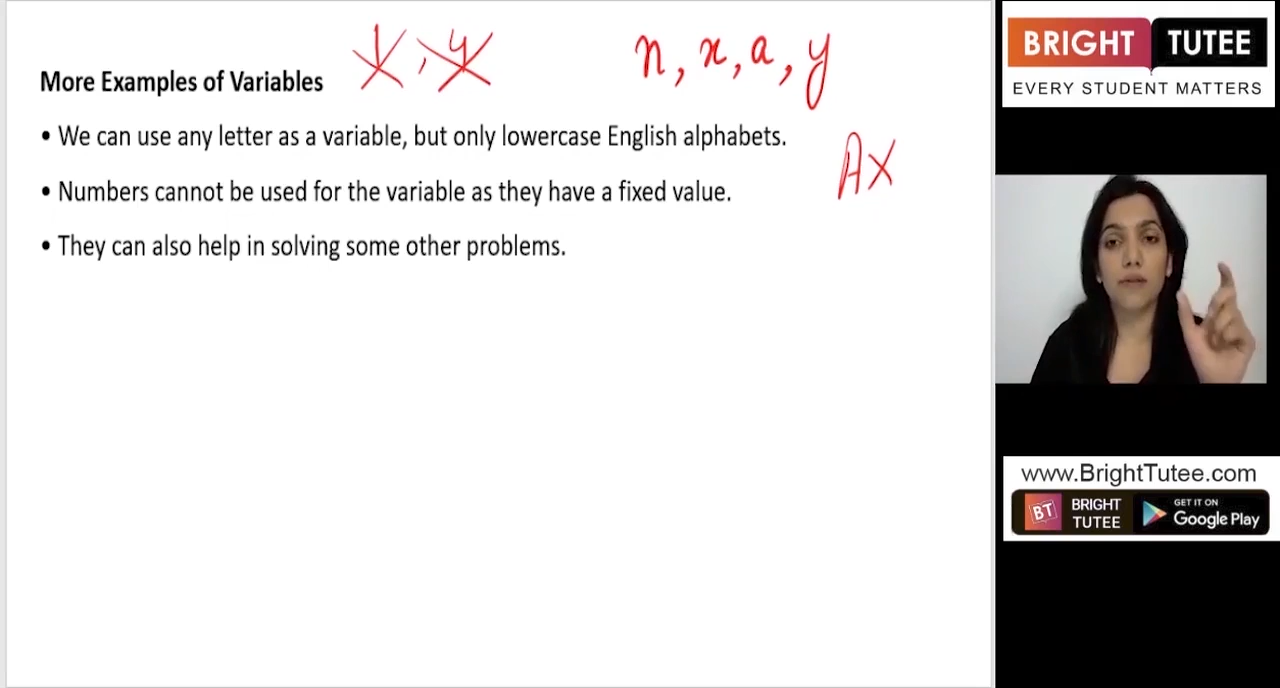 n, x, a, y
More Examples of Variables
• We can use any letter as a variable, but only lowercase English alphabets.
A X
• Numbers cannot be used for the variable as they have a fixed value.
• They can also help in solving some other problems.
BRIGHT TUTEE
EVERY STUDENT MATTERS
www.BrightTutee.com
BT BRIGHT TUTEE
GET IT ON
Google Play